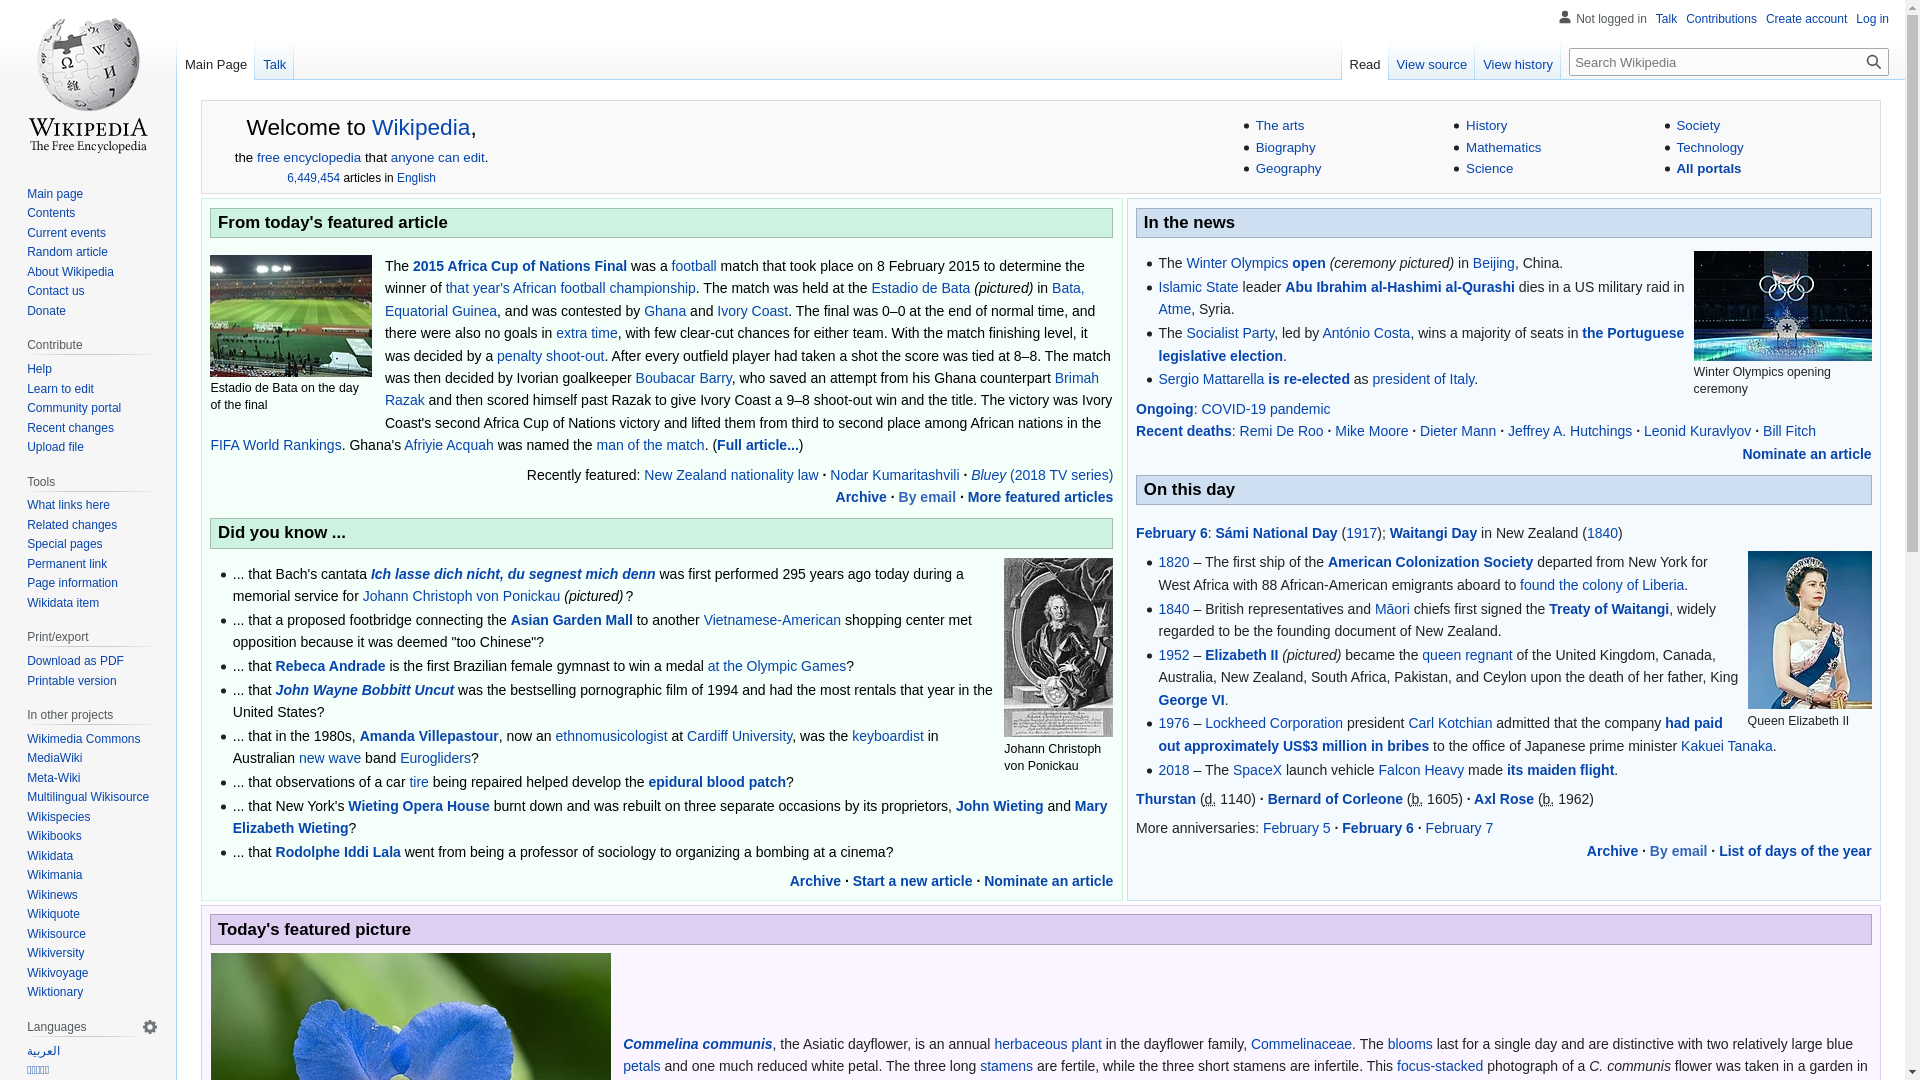 Not logged in Talk Contributions Create account Log in
Main Page Talk Read View source View history Search Wikipedia
WIKIPEDIA
The Free Encyclopedia
Main page
Contents
Current events
Random article
About Wikipedia
Contact us
Donate
Contribute
Help
Learn to edit
Community portal
Recent changes
Upload file
Tools
What links here
Related changes
Special pages
Permanent link
Page information
Wikidata item
Print/export
Download as PDF
Printable version
In other projects
Wikimedia Commons
MediaWiki
Meta-Wiki
Multilingual Wikisource
Wikispecies
Wikibooks
Wikidata
Wikimania
Wikinews
Wikiquote
Wikisource
Wikiversity
Wikivoyage
Wiktionary
Languages
العربية
Welcome to Wikipedia,
the free encyclopedia that anyone can edit.
6,449,454 articles in English
The arts
Biography
Geography
History
Mathematics
Science
Society
Technology
All portals
From today's featured article
Estadio de Bata on the day
of the final
The 2015 Africa Cup of Nations Final was a football match that took place on 8 February 2015 to determine the
winner of that year's African football championship. The match was held at the Estadio de Bata (pictured) in Bata,
Equatorial Guinea, and was contested by Ghana and Ivory Coast. The final was 0–0 at the end of normal time, and
there were also no goals in extra time, with few clear-cut chances for either team. With the match finishing level, it
was decided by a penalty shoot-out. After every outfield player had taken a shot the score was tied at 8–8. The match
was then decided by Ivorian goalkeeper Boubacar Barry, who saved an attempt from his Ghana counterpart Brimah
Razak and then scored himself past Razak to give Ivory Coast a 9–8 shoot-out win and the title. The victory was Ivory
Coast's second Africa Cup of Nations victory and lifted them from third to second place among African nations in the
FIFA World Rankings. Ghana's Afriyie Acquah was named the man of the match. (Full article...)
Recently featured: New Zealand nationality law · Nodar Kumaritashvili · Bluey (2018 TV series)
Archive · By email · More featured articles
Did you know ...
... that Bach's cantata Ich lasse dich nicht, du segnest mich denn was first performed 295 years ago today during a
memorial service for Johann Christoph von Ponickau (pictured)?
... that a proposed footbridge connecting the Asian Garden Mall to another Vietnamese-American shopping center met
opposition because it was deemed "too Chinese"?
... that Rebeca Andrade is the first Brazilian female gymnast to win a medal at the Olympic Games?
... that John Wayne Bobbitt Uncut was the bestselling pornographic film of 1994 and had the most rentals that year in the
United States?
... that in the 1980s, Amanda Villepastour, now an ethnomusicologist at Cardiff University, was the keyboardist in
Australian new wave band Eurogliders?
... that observations of a car tire being repaired helped develop the epidural blood patch?
... that New York's Wieting Opera House burnt down and was rebuilt on three separate occasions by its proprietors, John Wieting and Mary
Elizabeth Wieting?
... that Rodolphe Iddi Lala went from being a professor of sociology to organizing a bombing at a cinema?
Johann Christoph
von Ponickau
Archive · Start a new article · Nominate an article
In the news
The Winter Olympics open (ceremony pictured) in Beijing, China.
Islamic State leader Abu Ibrahim al-Hashimi al-Qurashi dies in a US military raid in
Atme, Syria.
The Socialist Party, led by António Costa, wins a majority of seats in the Portuguese
legislative election.
Sergio Mattarella is re-elected as president of Italy.
Winter Olympics opening
ceremony
Ongoing: COVID-19 pandemic
Recent deaths: Remi De Roo · Mike Moore · Dieter Mann · Jeffrey A. Hutchings · Leonid Kuravlyov · Bill Fitch
Nominate an article
On this day
February 6: Sámi National Day (1917); Waitangi Day in New Zealand (1840)
1820 – The first ship of the American Colonization Society departed from New York for
West Africa with 88 African-American emigrants aboard to found the colony of Liberia.
1840 – British representatives and Māori chiefs first signed the Treaty of Waitangi, widely
regarded to be the founding document of New Zealand.
1952 – Elizabeth II (pictured) became the queen regnant of the United Kingdom, Canada,
Australia, New Zealand, South Africa, Pakistan, and Ceylon upon the death of her father, King
George VI.
1976 – Lockheed Corporation president Carl Kotchian admitted that the company had paid
out approximately US$3 million in bribes to the office of Japanese prime minister Kakuei Tanaka.
2018 – The SpaceX launch vehicle Falcon Heavy made its maiden flight.
Queen Elizabeth II
Thurston (d. 1140) · Bernard of Corleone (b. 1605) · Axl Rose (b. 1962)
More anniversaries: February 5 · February 6 · February 7
Archive · By email · List of days of the year
Today's featured picture
Commelina communis, the Asiatic dayflower, is an annual herbaceous plant in the dayflower family, Commelinaceae. The blooms last for a single day and are distinctive with two relatively large blue
petals and one much reduced white petal. The three long stamens are fertile, while the three short stamens are infertile. This focus-stacked photograph of a C. communis flower was taken in a garden in